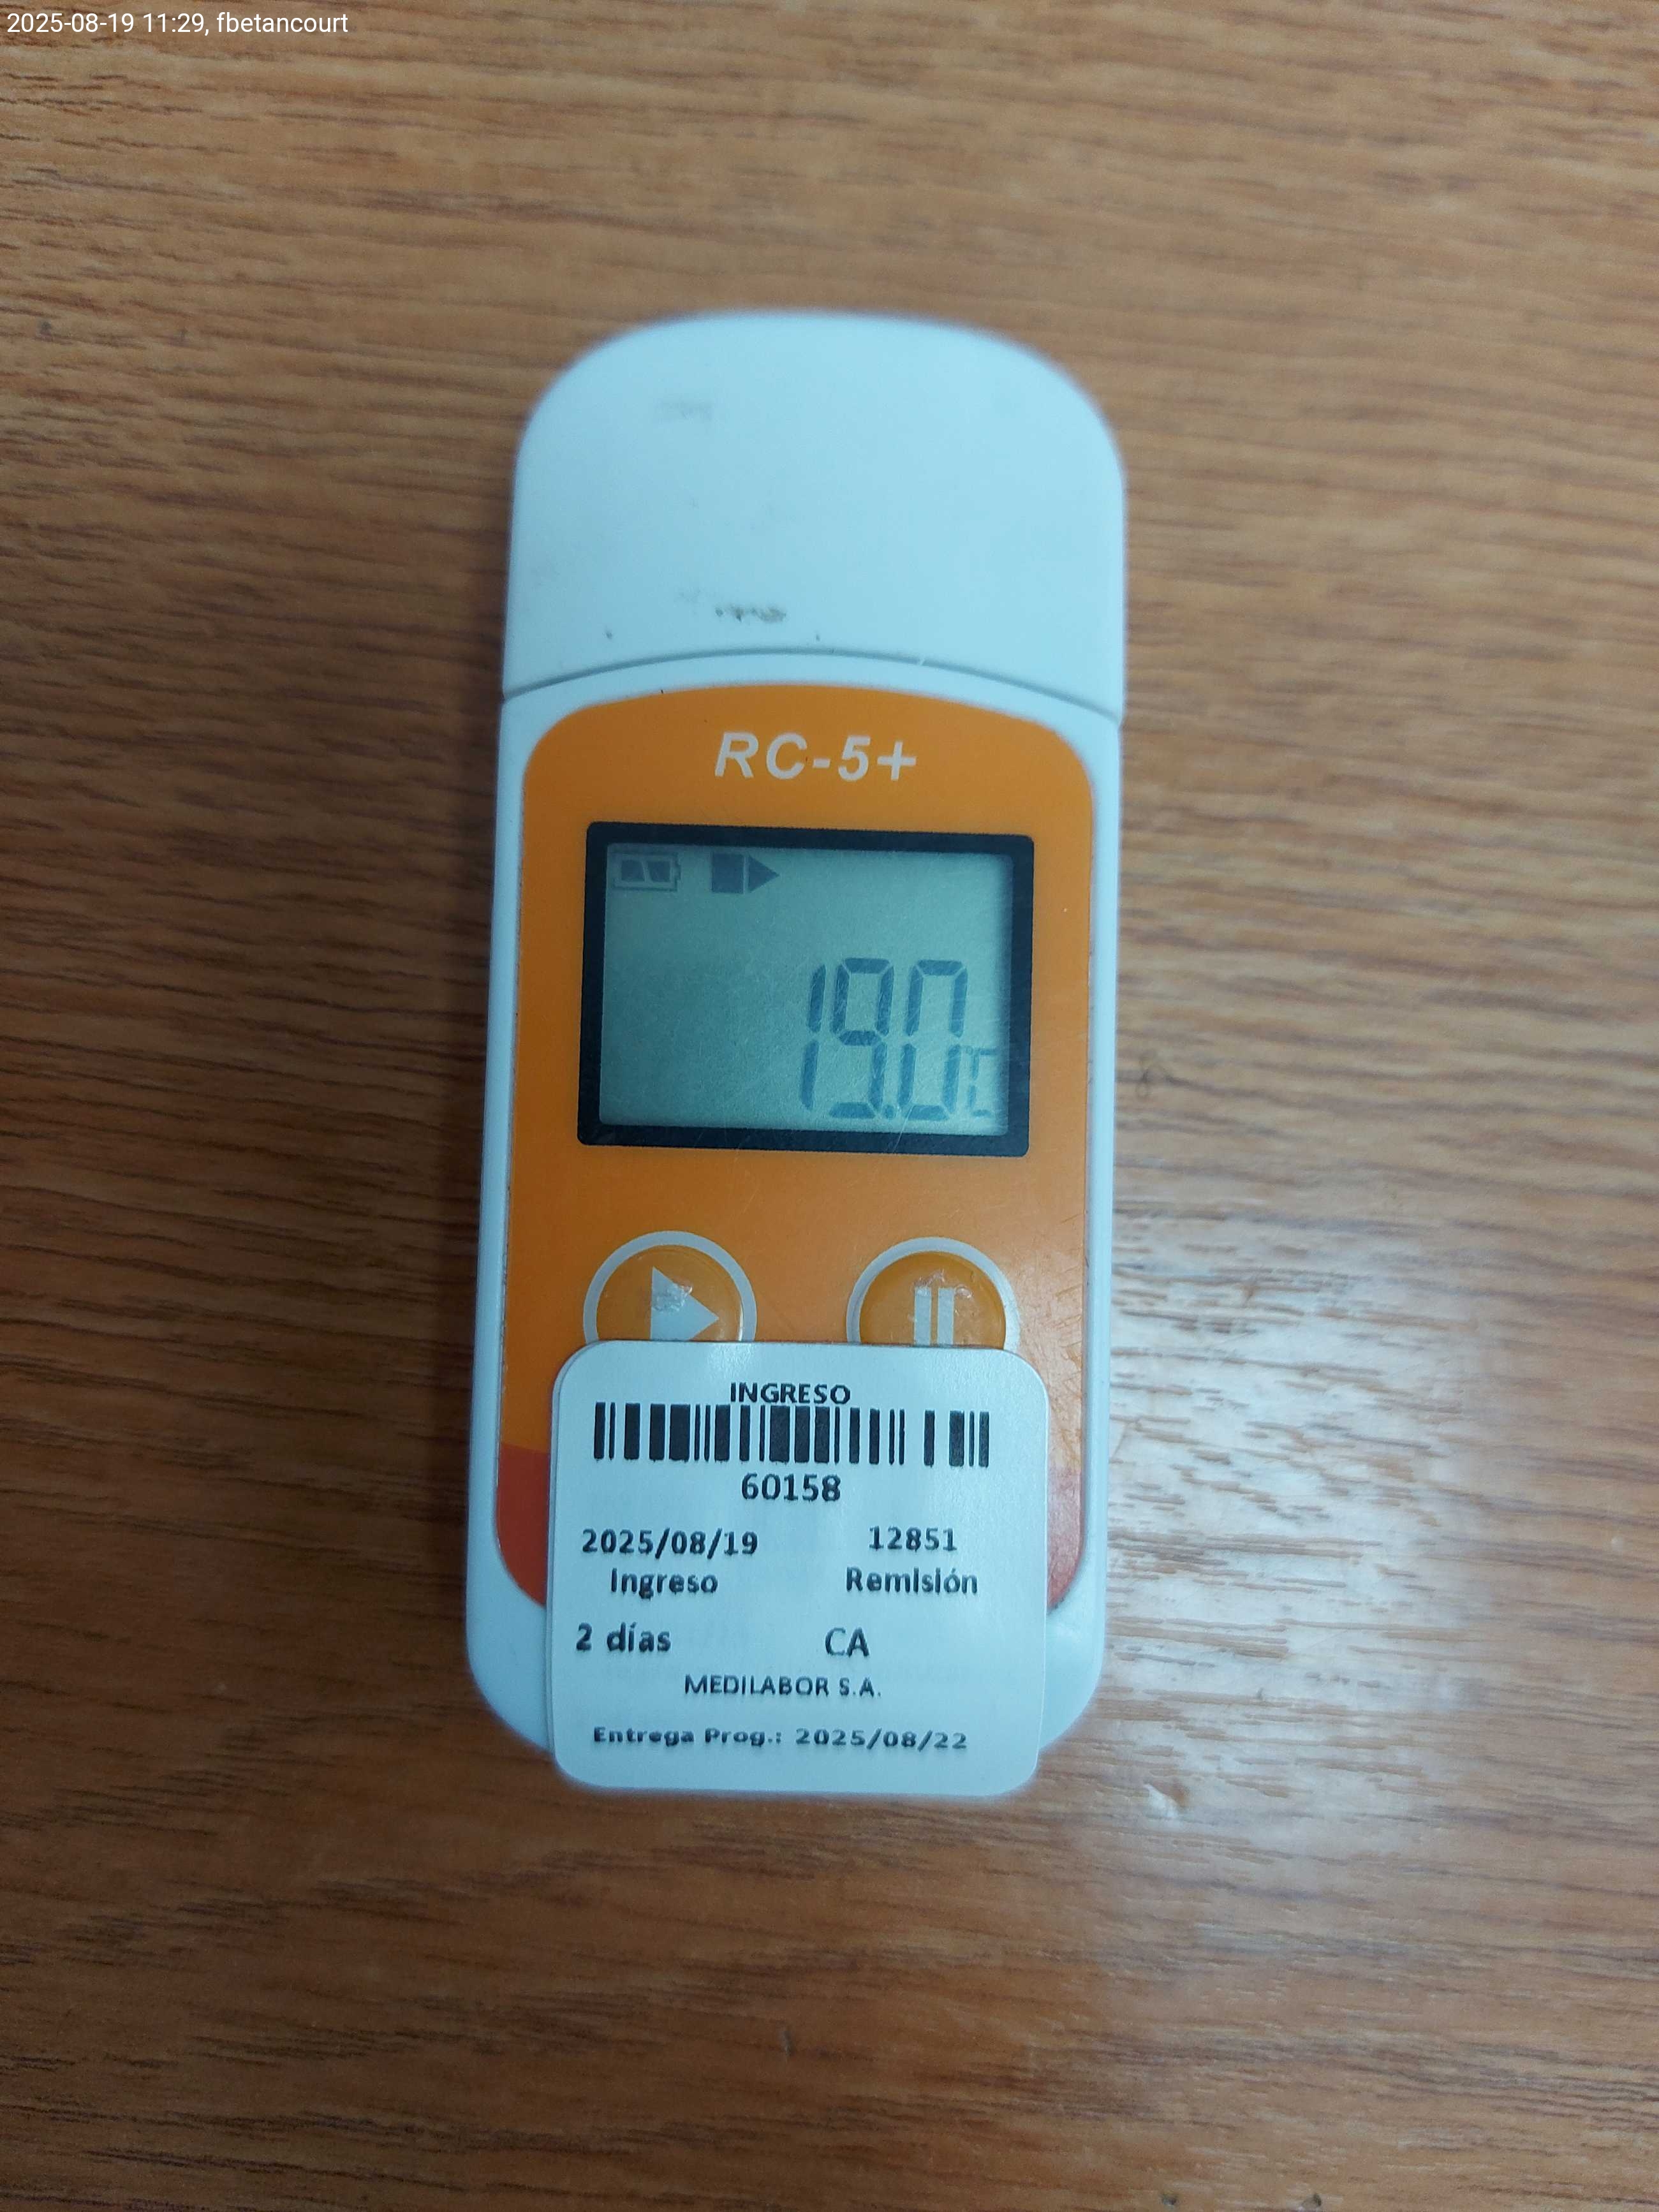 2025-08-19 11:29, fbetancourt
RC-5+
19.0°C
INGRESO
60158
2025/08/19 12851
Ingreso Remisión
2 días CA
MEDILABOR S.A.
Entrega Prog.: 2025/08/22